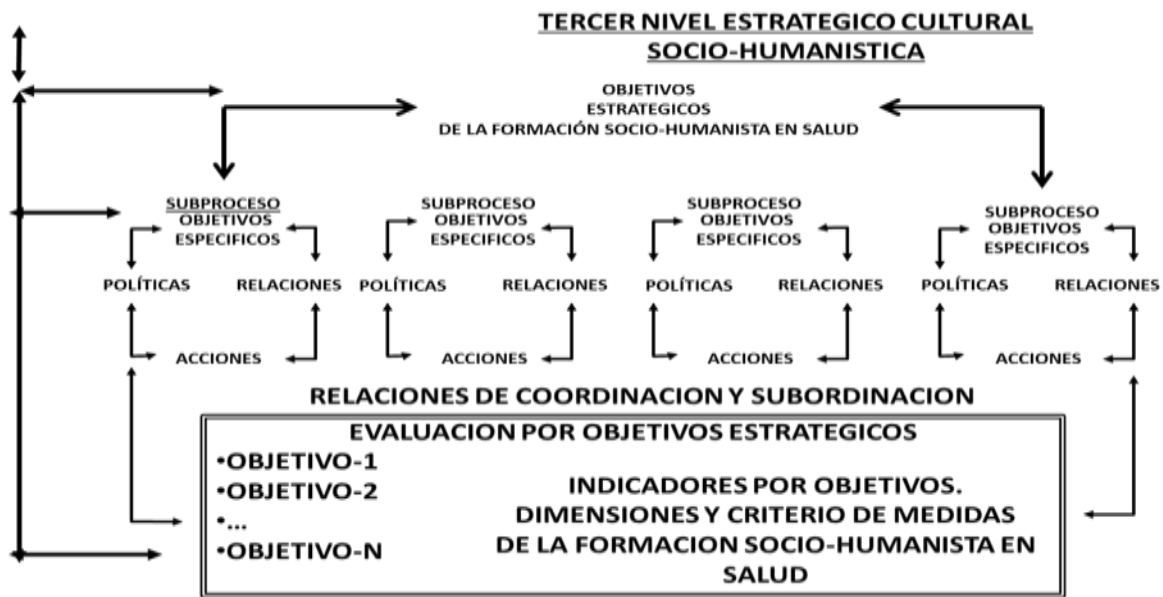 TERCER NIVEL ESTRATEGICO CULTURAL
SOCIO-HUMANISTICA
OBJETIVOS
ESTRATEGICOS
DE LA FORMACIÓN SOCIO-HUMANISTA EN SALUD
SUBPROCESO
OBJETIVOS
ESPECIFICOS
POLÍTICAS
RELACIONES
ACCIONES
SUBPROCESO
OBJETIVOS
ESPECIFICOS
POLÍTICAS
RELACIONES
ACCIONES
SUBPROCESO
OBJETIVOS
ESPECIFICOS
POLÍTICAS
RELACIONES
ACCIONES
SUBPROCESO
OBJETIVOS
ESPECIFICOS
POLÍTICAS
RELACIONES
ACCIONES
RELACIONES DE COORDINACION Y SUBORDINACION
EVALUACION POR OBJETIVOS ESTRATEGICOS
•OBJETIVO-1
•OBJETIVO-2
•...
•OBJETIVO-N
INDICADORES POR OBJETIVOS.
DIMENSIONES Y CRITERIO DE MEDIDAS
DE LA FORMACION SOCIO-HUMANISTA EN
SALUD